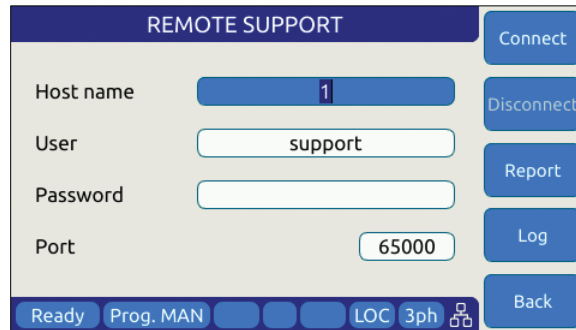 REMOTE SUPPORT
Connect
Host name 1
Disconnect
User support
Report
Password
Port 65000
Log
Back
Ready Prog. MAN LOC 3ph